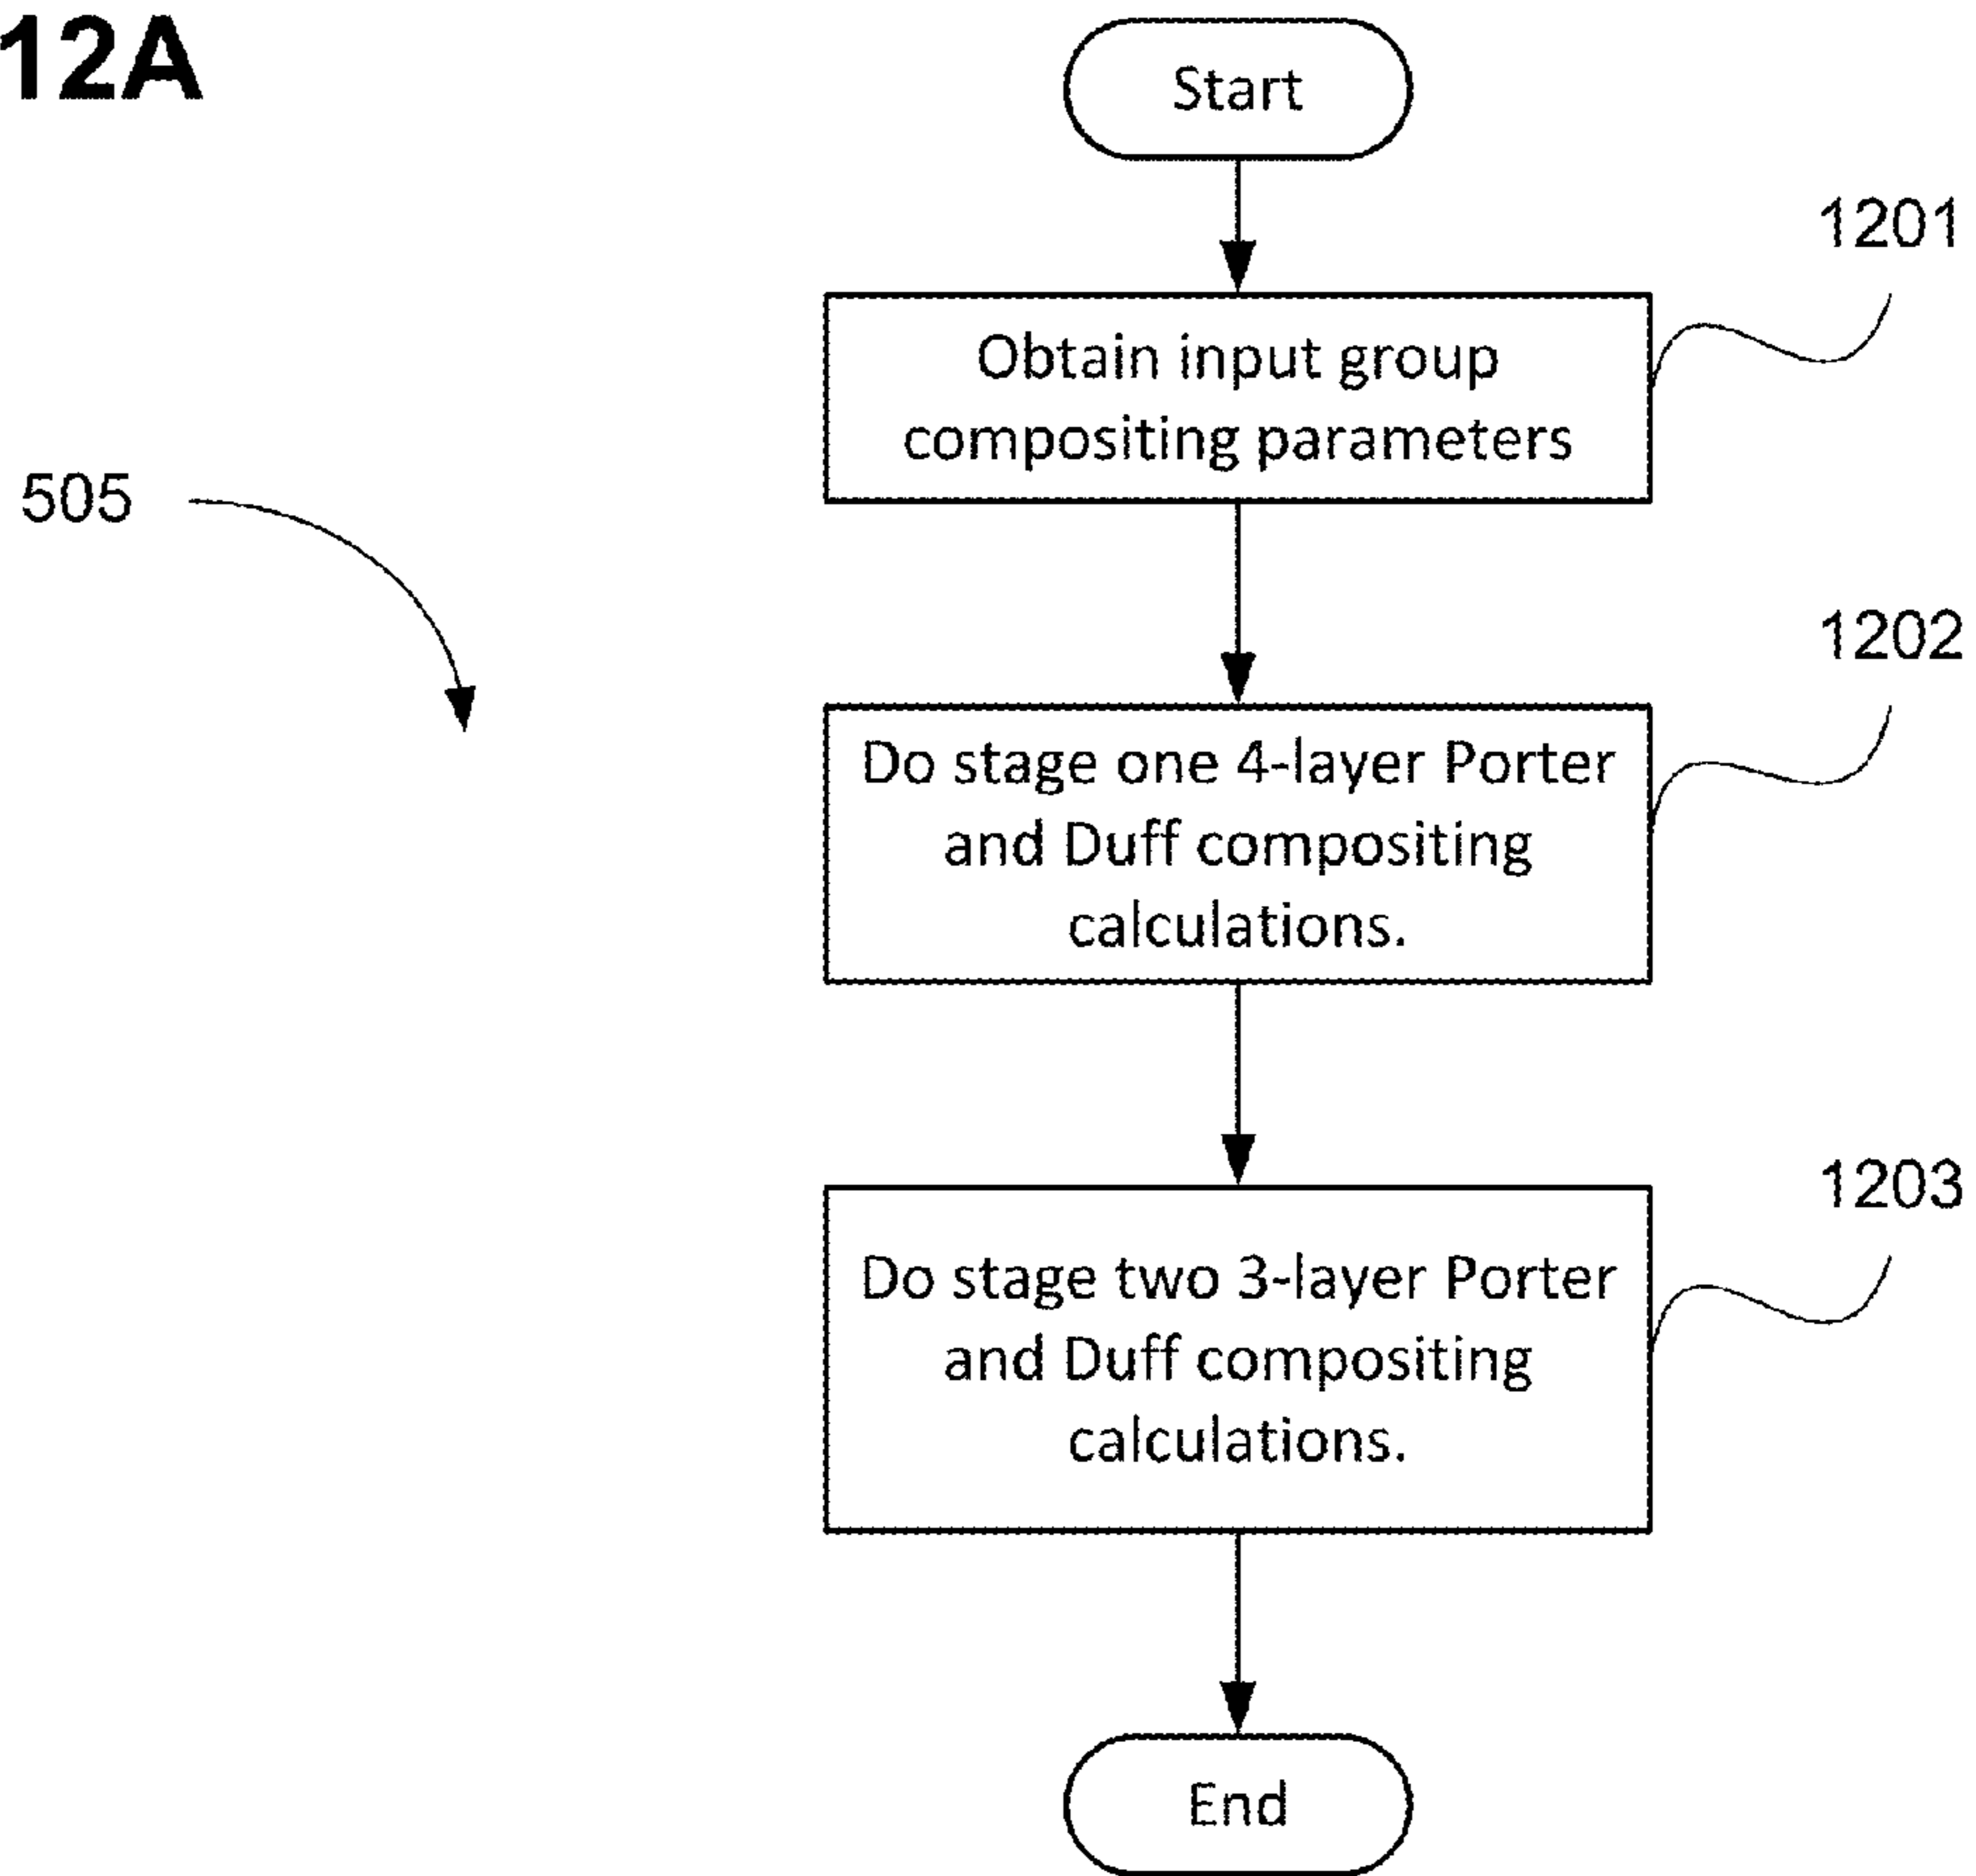 12A
Start
1201
Obtain input group
compositing parameters
505
1202
Do stage one 4-layer Porter
and Duff compositing
calculations.
1203
Do stage two 3-layer Porter
and Duff compositing
calculations.
End